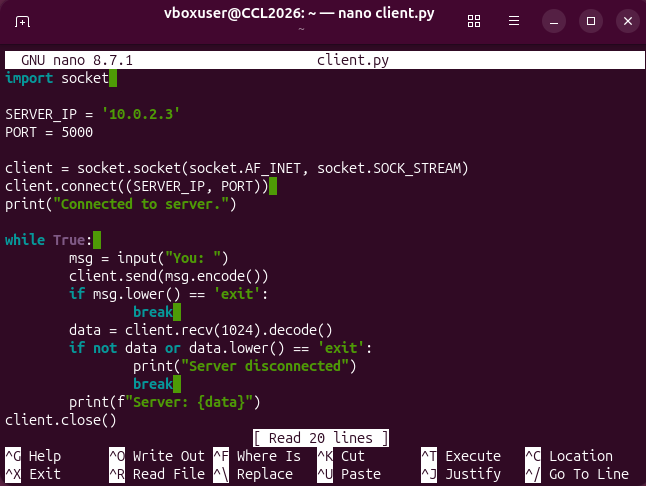 vboxuser@CCL2026: ~ — nano client.py
~
GNU nano 8.7.1 client.py
import socket

SERVER_IP = '10.0.2.3'
PORT = 5000

client = socket.socket(socket.AF_INET, socket.SOCK_STREAM)
client.connect((SERVER_IP, PORT))
print("Connected to server.")

while True:
        msg = input("You: ")
        client.send(msg.encode())
        if msg.lower() == 'exit':
                break
        data = client.recv(1024).decode()
        if not data or data.lower() == 'exit':
                print("Server disconnected")
                break
        print(f"Server: {data}")
client.close()
[ Read 20 lines ]
^G Help ^O Write Out ^F Where Is ^K Cut ^T Execute ^C Location
^X Exit ^R Read File ^\ Replace ^U Paste ^J Justify ^/ Go To Line